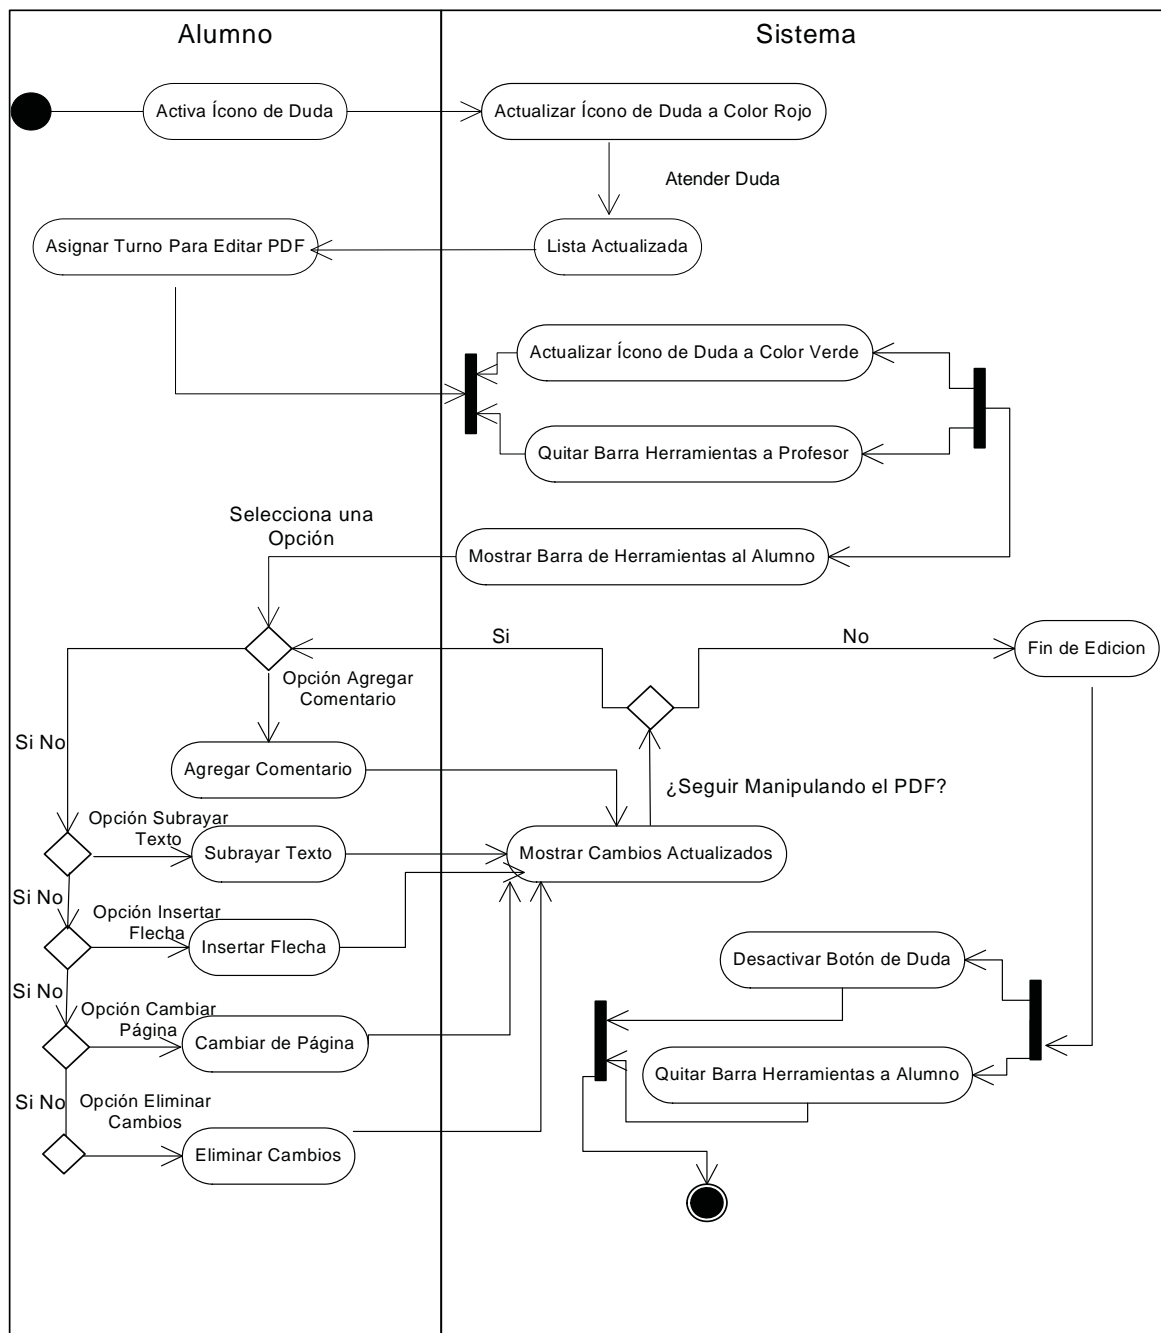 Alumno
Sistema
Activa Ícono de Duda
Actualizar Ícono de Duda a Color Rojo
Atender Duda
Asignar Turno Para Editar PDF
Lista Actualizada
Actualizar Ícono de Duda a Color Verde
Quitar Barra Herramientas a Profesor
Selecciona una
Opción
Mostrar Barra de Herramientas al Alumno
Si
No
Fin de Edicion
Opción Agregar
Comentario
Si No
Agregar Comentario
¿Seguir Manipulando el PDF?
Opción Subrayar
Texto
Subrayar Texto
Mostrar Cambios Actualizados
Si No
Opción Insertar
Flecha
Insertar Flecha
Desactivar Botón de Duda
Si No
Opción Cambiar
Página
Cambiar de Página
Quitar Barra Herramientas a Alumno
Si No
Opción Eliminar
Cambios
Eliminar Cambios